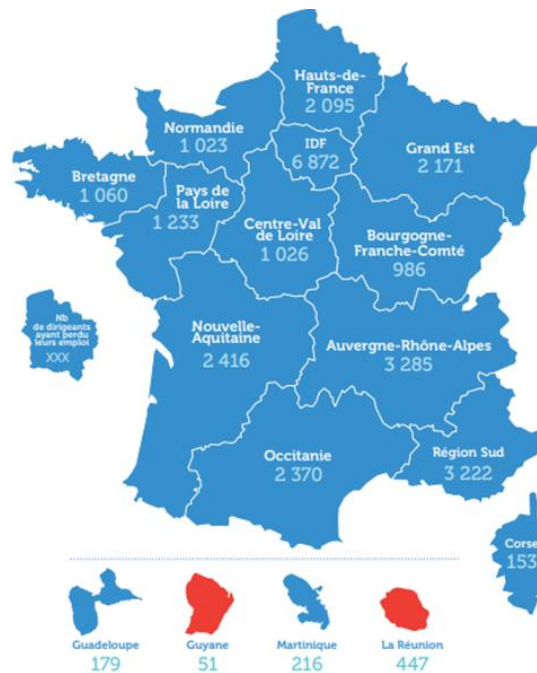 Hauts-de-
France
2 095
Normandie
1 023
IDF
6 872
Grand Est
2 171
Bretagne
1 060
Pays de
la Loire
1 233
Centre-Val
de Loire
1 026
Bourgogne-
Franche-Comté
986
Nb
de dirigeants
ayant perdu
leurs emploi
XXX
Nouvelle-
Aquitaine
2 416
Auvergne-Rhône-Alpes
3 285
Occitanie
2 370
Région Sud
3 222
Corse
153
Guadeloupe
179
Guyane
51
Martinique
216
La Réunion
447